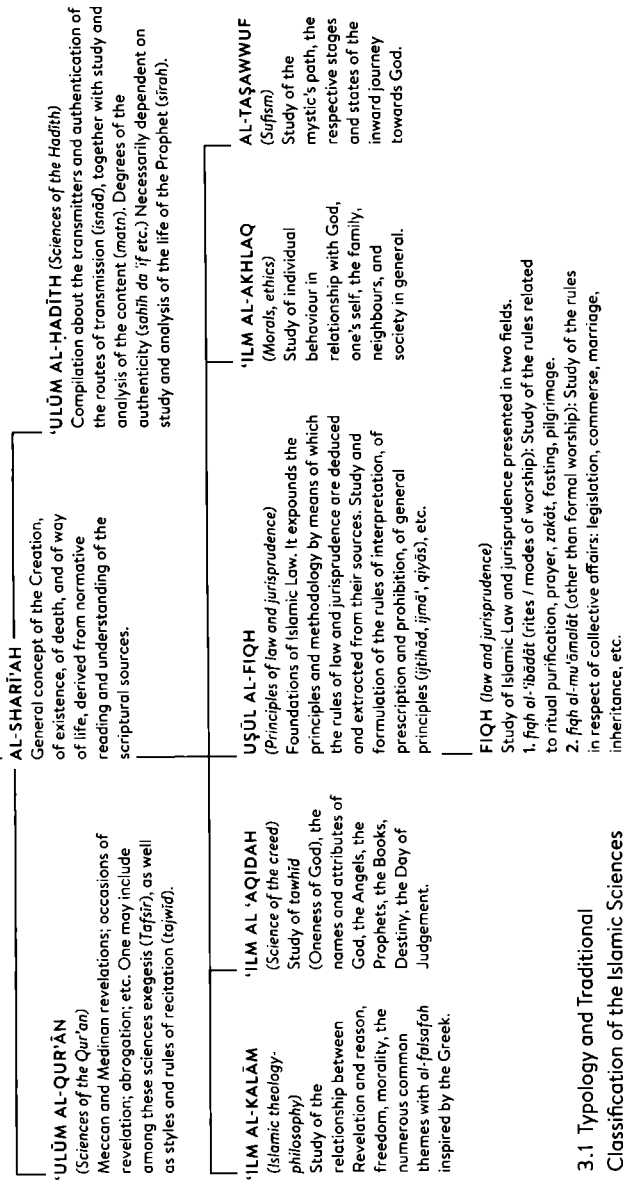 AL-SHARĪ'AH
General concept of the Creation,
of existence, of death, and of way
of life, derived from normative
reading and understanding of the
scriptural sources.
'ULŪM AL-QUR'ĀN
(Sciences of the Qur'an)
Meccan and Medinan revelations; occasions of
revelation; abrogation; etc. One may include
among these sciences exegesis (Tafsīr), as well
as styles and rules of recitation (tajwīd).
'ULŪM AL-ḤADĪTH (Sciences of the Hadīth)
Compilation about the transmitters and authentication of
the routes of transmission (isnād), together with study and
analysis of the content (matn). Degrees of the
authenticity (sahīh da 'if etc.) Necessarily dependent on
study and analysis of the life of the Prophet (sīrah).
'ILM AL-KALĀM
(Islamic theology-
philosophy)
Study of the
relationship between
Revelation and reason,
freedom, morality, the
numerous common
themes with al-falsafah
inspired by the Greek.
'ILM AL 'AQIDAH
(Science of the creed)
Study of tawhīd
(Oneness of God), the
names and attributes of
God, the Angels, the
Prophets, the Books,
Destiny, the Day of
Judgement.
UṢŪL AL-FIQH
(Principles of law and jurisprudence)
Foundations of Islamic Law. It expounds the
principles and methodology by means of which
the rules of law and jurisprudence are deduced
and extracted from their sources. Study and
formulation of the rules of interpretation, of
prescription and prohibition, of general
principles (ijtihād, ijmā', qiyās), etc.
'ILM AL-AKHLAQ
(Morals, ethics)
Study of individual
behaviour in
relationship with God,
one's self, the family,
neighbours, and
society in general.
AL-TAṢAWWUF
(Sufism)
Study of the
mystic's path, the
respective stages
and states of the
inward journey
towards God.
FIQH (law and jurisprudence)
Study of Islamic Law and jurisprudence presented in two fields.
1. fiqh al-'ibādāt (rites / modes of worship): Study of the rules related
to ritual purification, prayer, zakāt, fasting, pilgrimage.
2. fiqh al-mu'āmalāt (other than formal worship): Study of the rules
in respect of collective affairs: legislation, commerse, marriage,
inheritance, etc.
3.1 Typology and Traditional
Classification of the Islamic Sciences